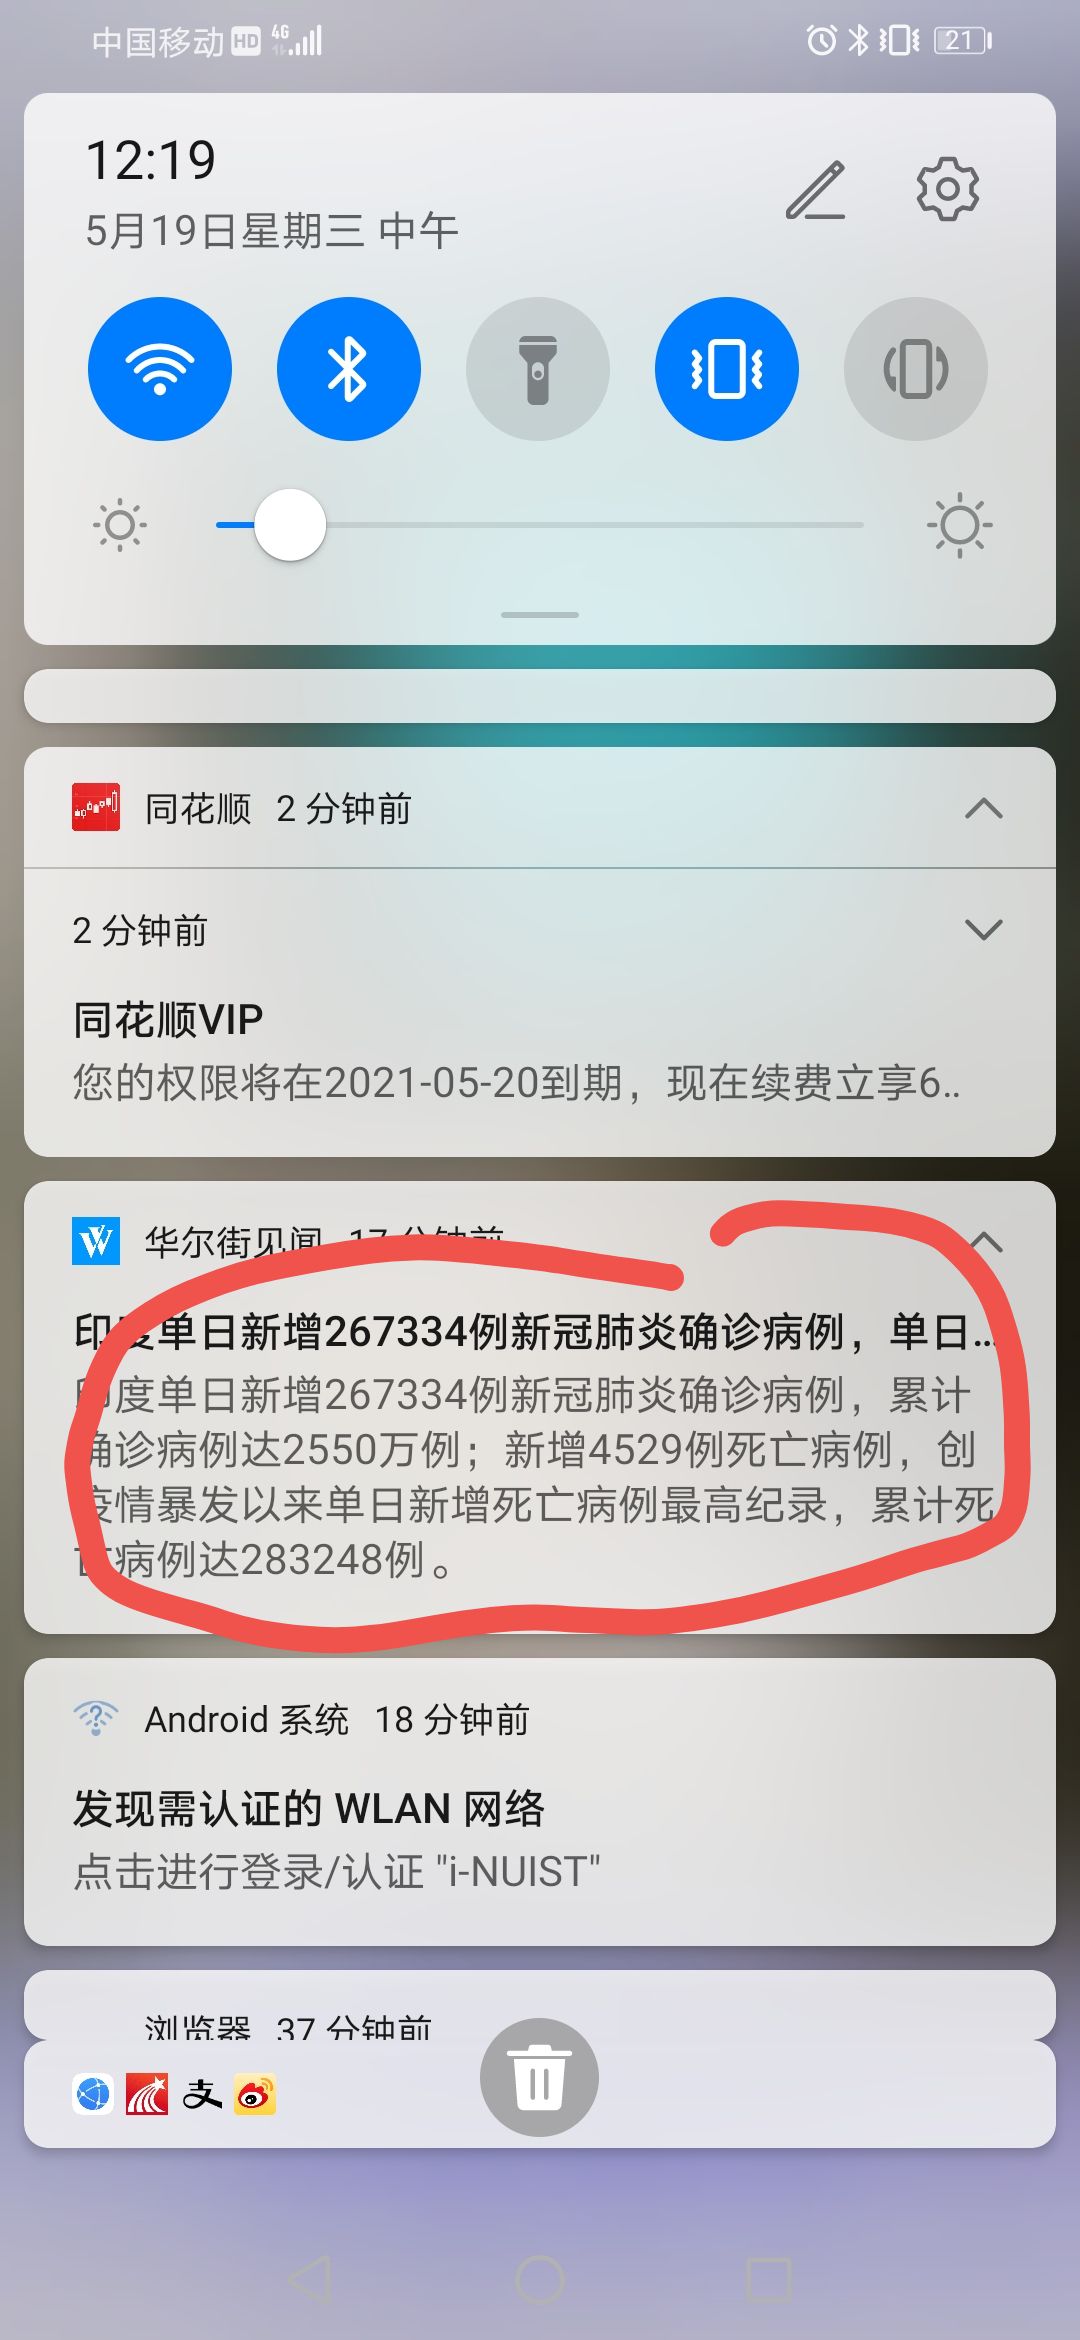 中国移动 HD 4G 21
12:19
5月19日星期三 中午
同花顺 2 分钟前
2 分钟前
同花顺VIP
您的权限将在2021-05-20到期，现在续费立享6..
华尔街见闻 17 分钟前
印度单日新增267334例新冠肺炎确诊病例，单日...
印度单日新增267334例新冠肺炎确诊病例，累计
确诊病例达2550万例；新增4529例死亡病例，创
疫情暴发以来单日新增死亡病例最高纪录，累计死
亡病例达283248例。
Android 系统 18 分钟前
发现需认证的 WLAN 网络
点击进行登录/认证 "i-NUIST"
浏览器 37 分钟前
支